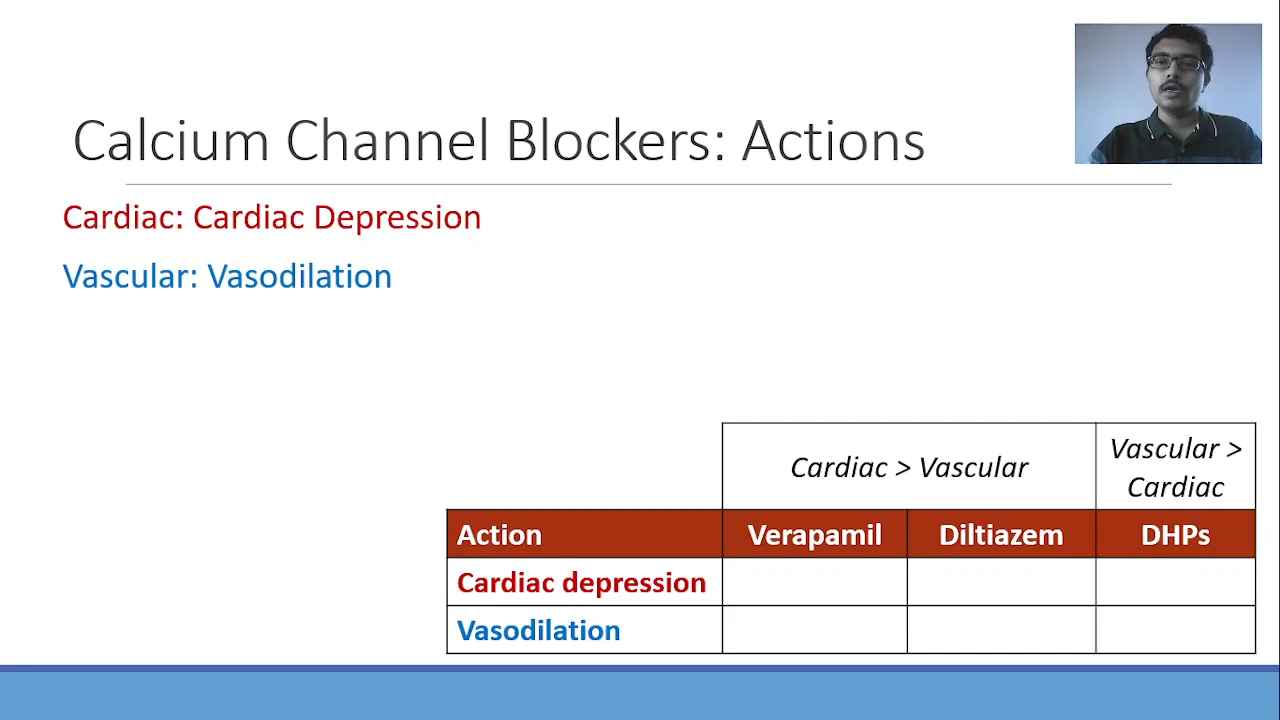 Calcium Channel Blockers: Actions
Cardiac: Cardiac Depression
Vascular: Vasodilation
Cardiac > Vascular
Vascular >
Cardiac
Action Verapamil Diltiazem DHPs
Cardiac depression
Vasodilation